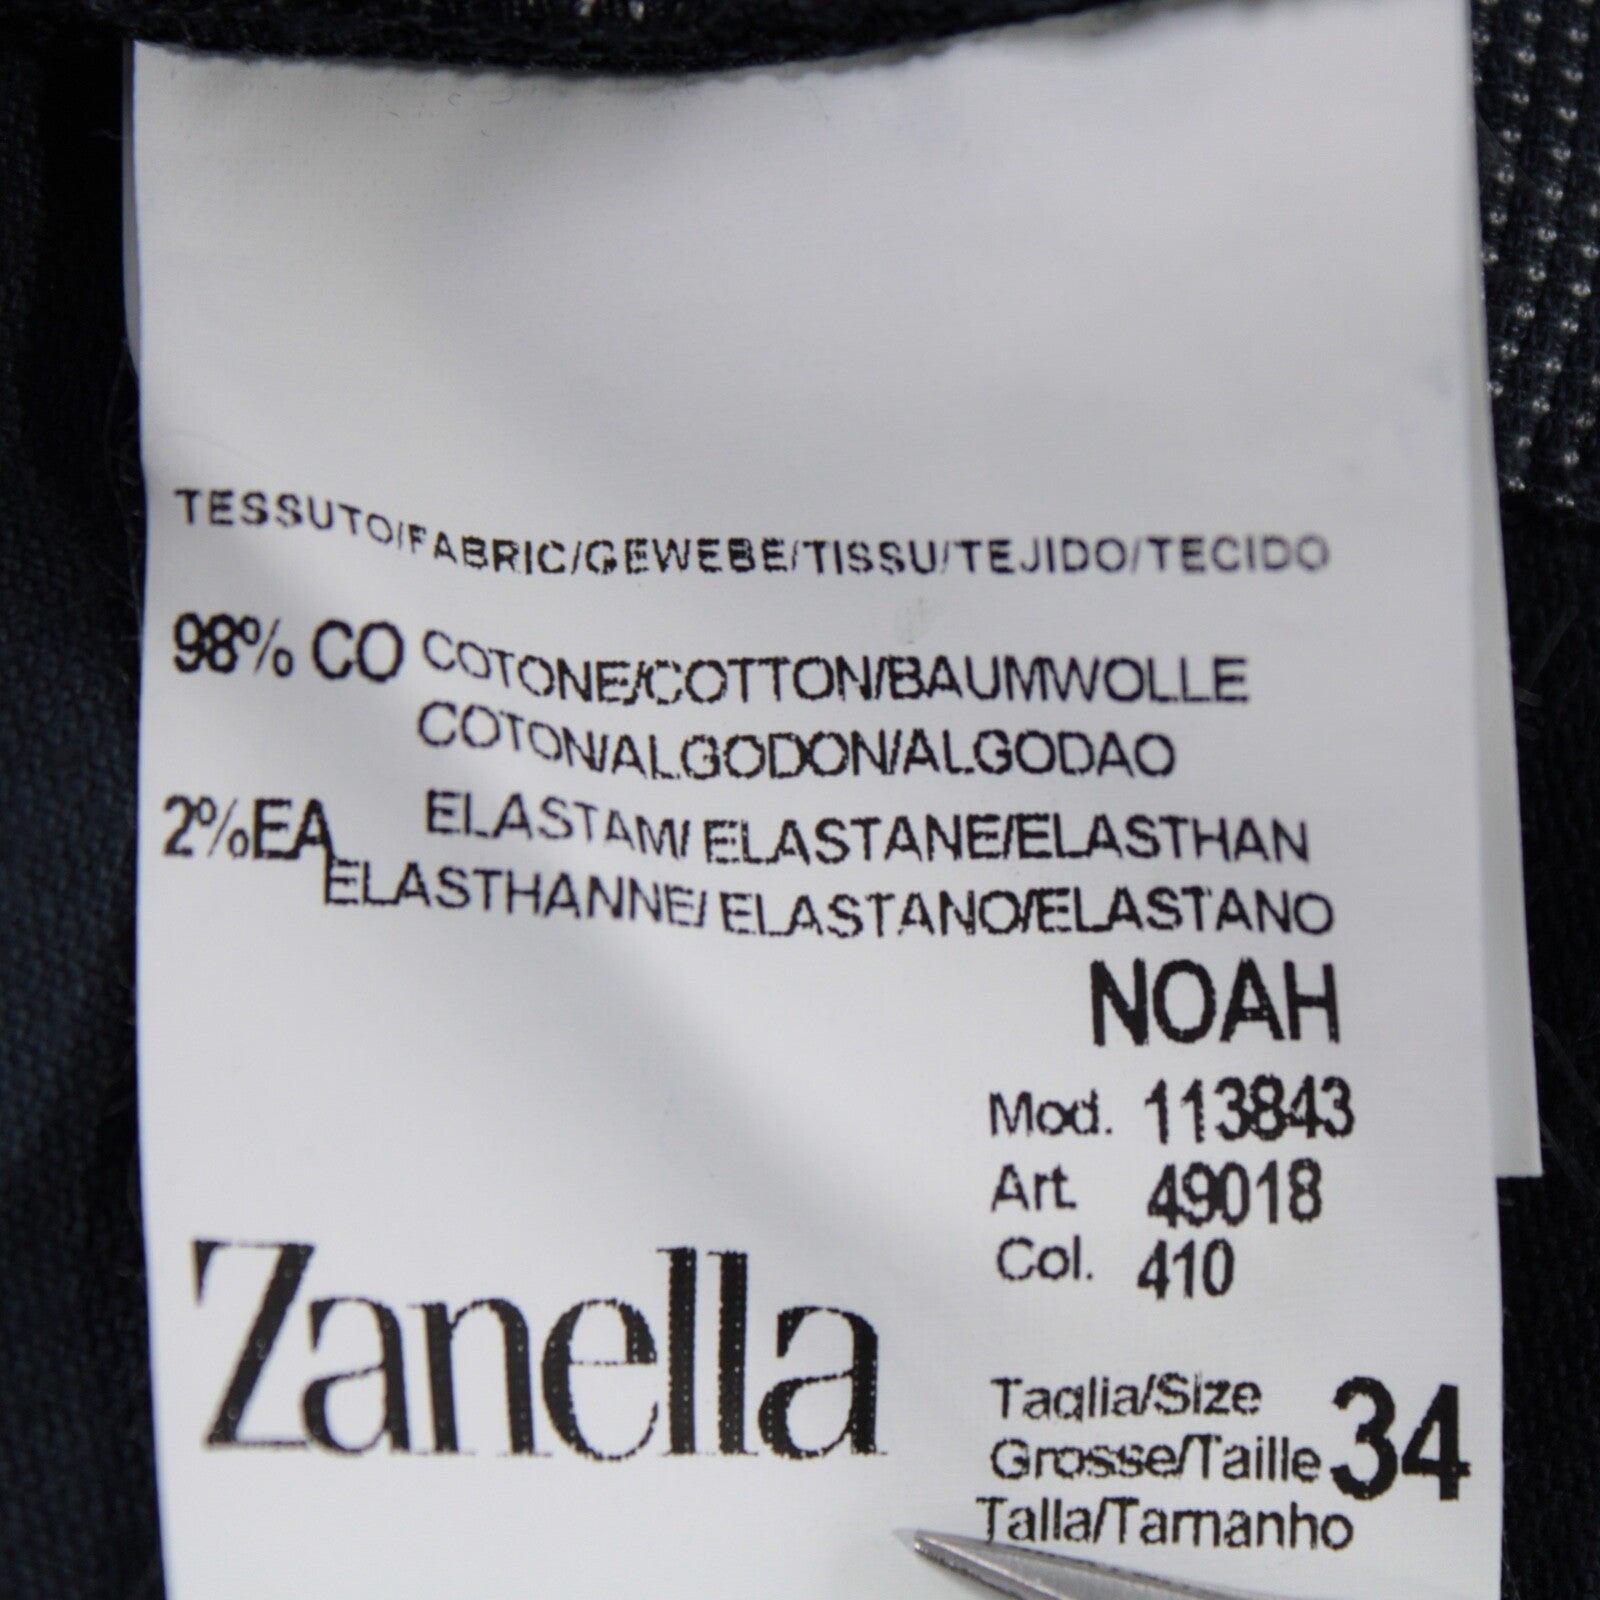 TESSUTO/FABRIC/GEWEBE/TISSU/TEJIDO/TECIDO
98% CO COTONE/COTTON/BAUMWOLLE
COTON/ALGODON/ALGODAO
2%EA ELASTAM/ ELASTANE/ELASTHAN
ELASTHANNE/ ELASTANO/ELASTANO
NOAH
Mod. 113843
Art. 49018
Col. 410
Zanella
Taglia/Size
Grosse/Taille 34
Talla/Tamanho